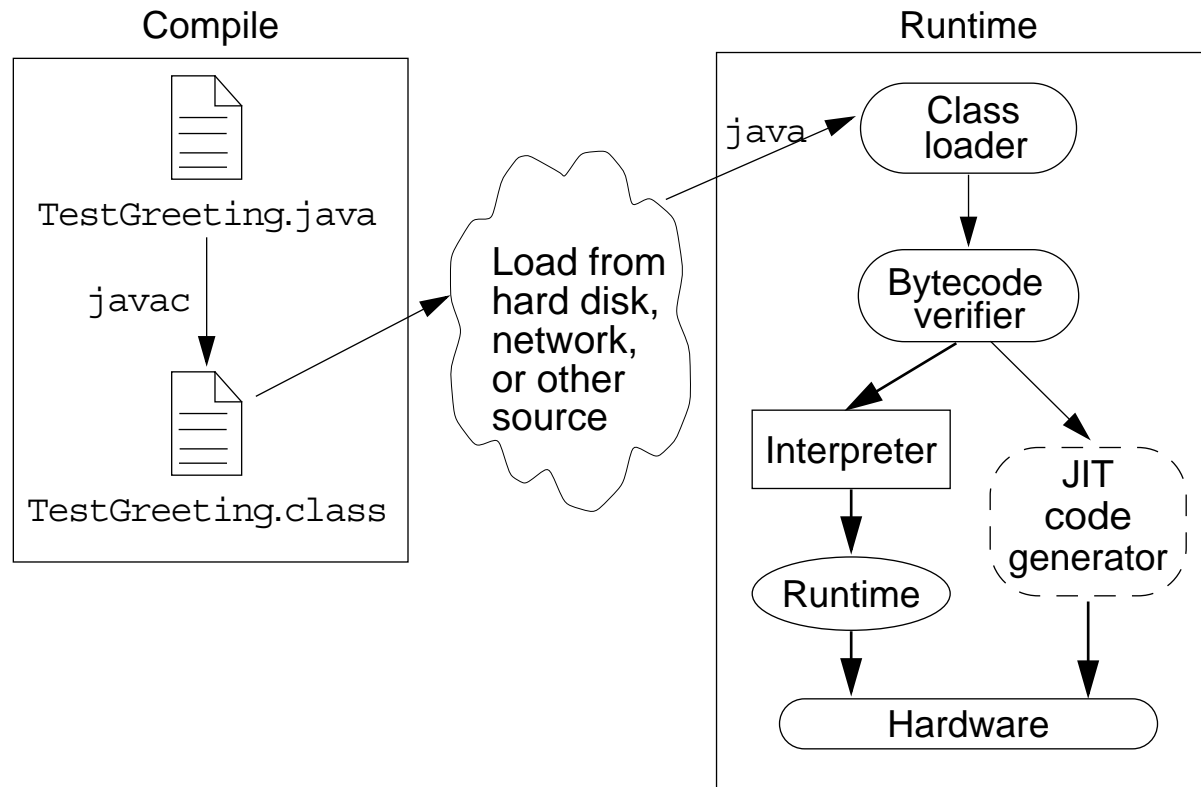 Compile
TestGreeting.java
javac
TestGreeting.class
Load from
hard disk,
network,
or other
source
Runtime
java
Class
loader
Bytecode
verifier
Interpreter
JIT
code
generator
Runtime
Hardware